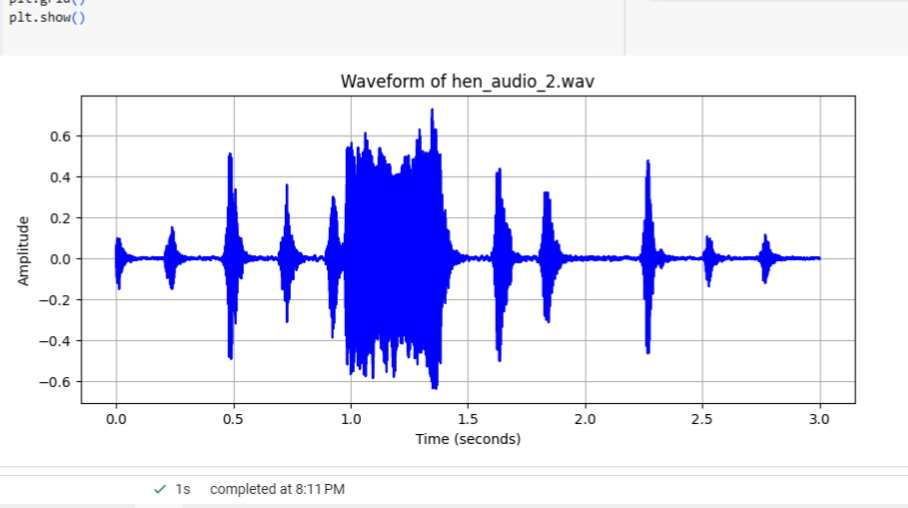 plt.grid()
plt.show()
Waveform of hen_audio_2.wav
0.6
0.4
0.2
0.0
−0.2
−0.4
−0.6
Amplitude
0.0 0.5 1.0 1.5 2.0 2.5 3.0
Time (seconds)
1s completed at 8:11 PM